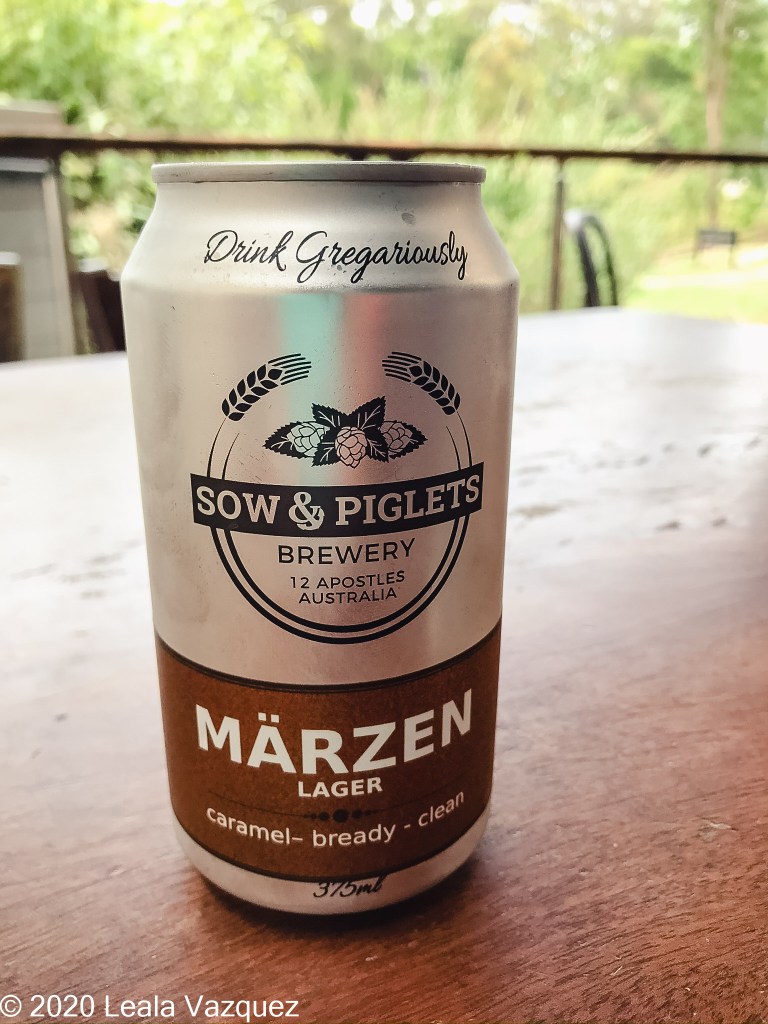 Drink Gregariously
SOW & PIGLETS
BREWERY
12 APOSTLES
AUSTRALIA
MÄRZEN
LAGER
caramel– bready - clean
375ml
© 2020 Leala Vazquez